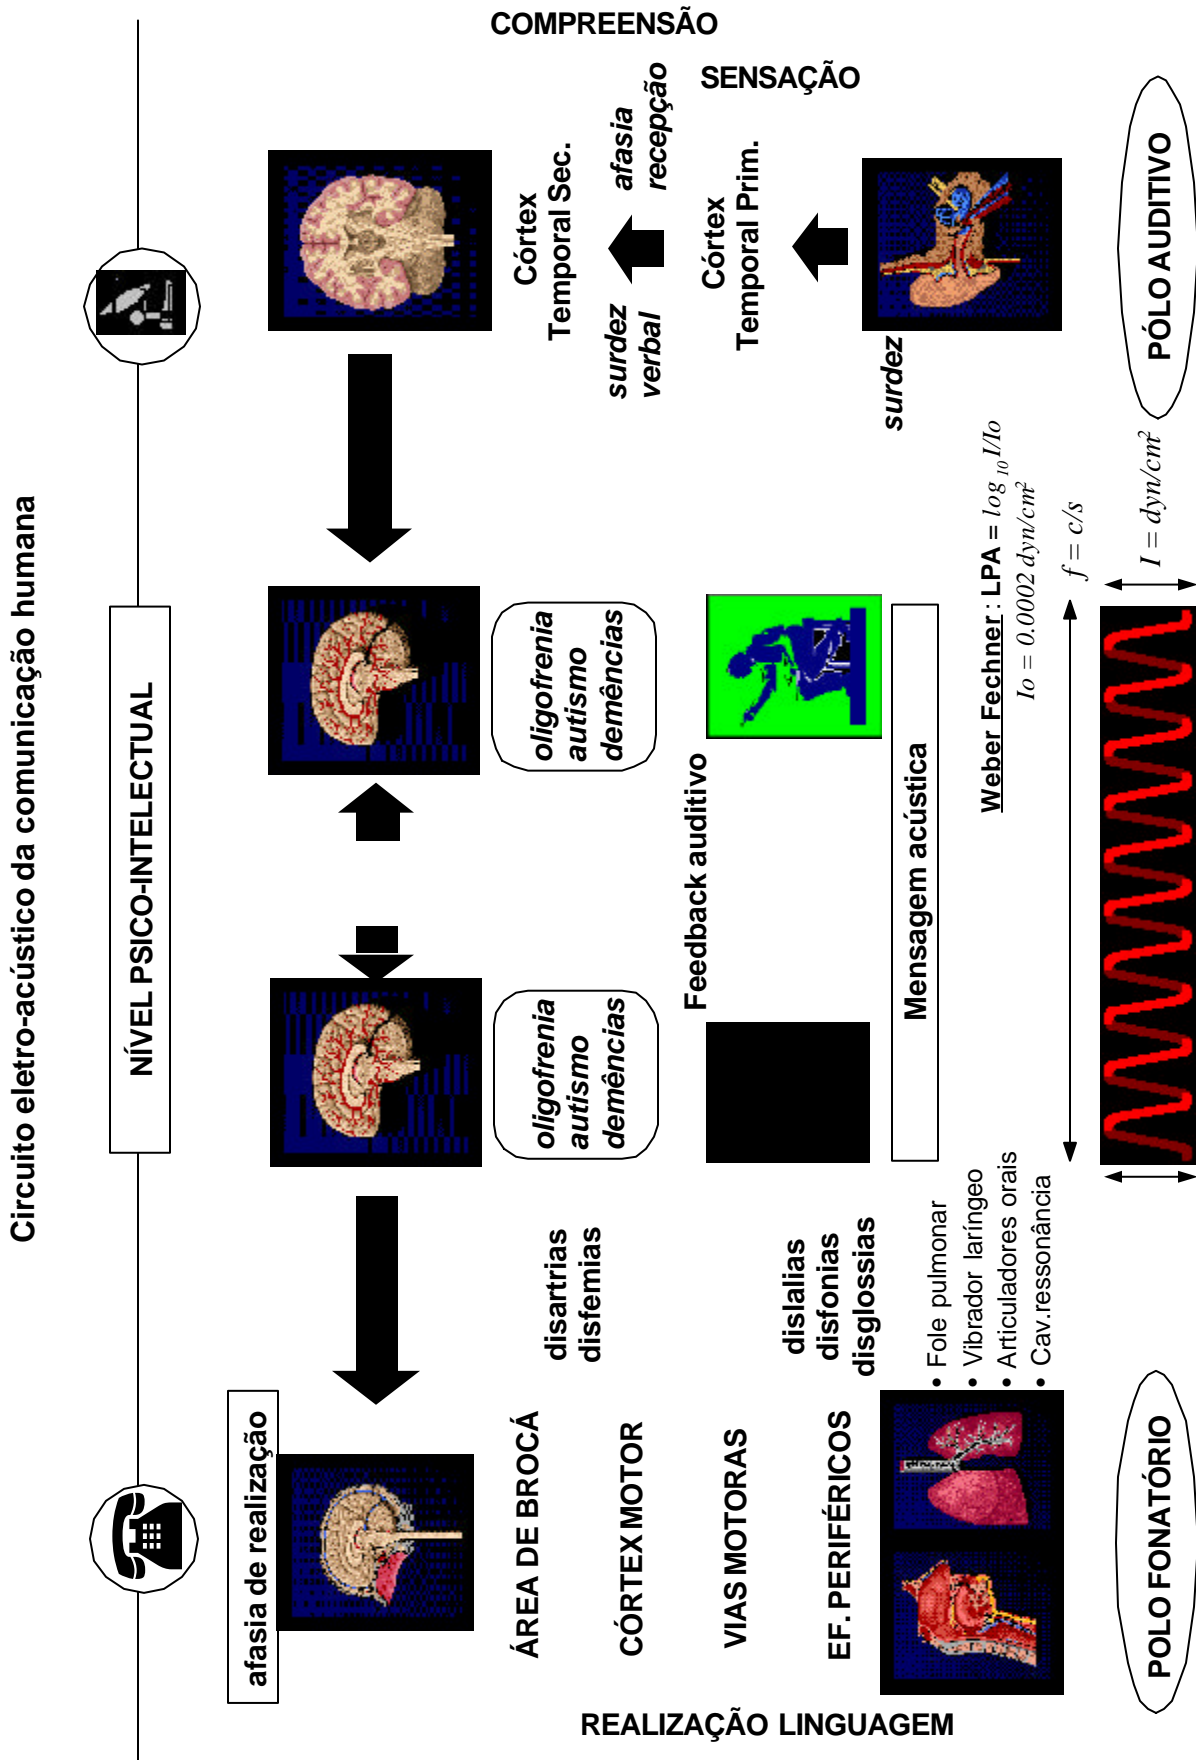 Circuito eletro-acústico da comunicação humana
NÍVEL PSICO-INTELECTUAL
afasia de realização
ÁREA DE BROCÁ
CÓRTEX MOTOR
VIAS MOTORAS
EF. PERIFÉRICOS
REALIZAÇÃO LINGUAGEM
POLO FONATÓRIO
disartrias
disfemias
dislalias
disfonias
disglossias
• Fole pulmonar
• Vibrador laríngeo
• Articuladores orais
• Cav.ressonância
oligofrenia
autismo
demências
oligofrenia
autismo
demências
Feedback auditivo
Mensagem acústica
Weber Fechner : LPA = log 10 I/Io
Io = 0.0002 dyn/cm²
f = c/s
I = dyn/cm²
COMPREENSÃO
Córtex
Temporal Sec.
surdez
verbal
afasia
recepção
SENSAÇÃO
Córtex
Temporal Prim.
surdez
PÓLO AUDITIVO